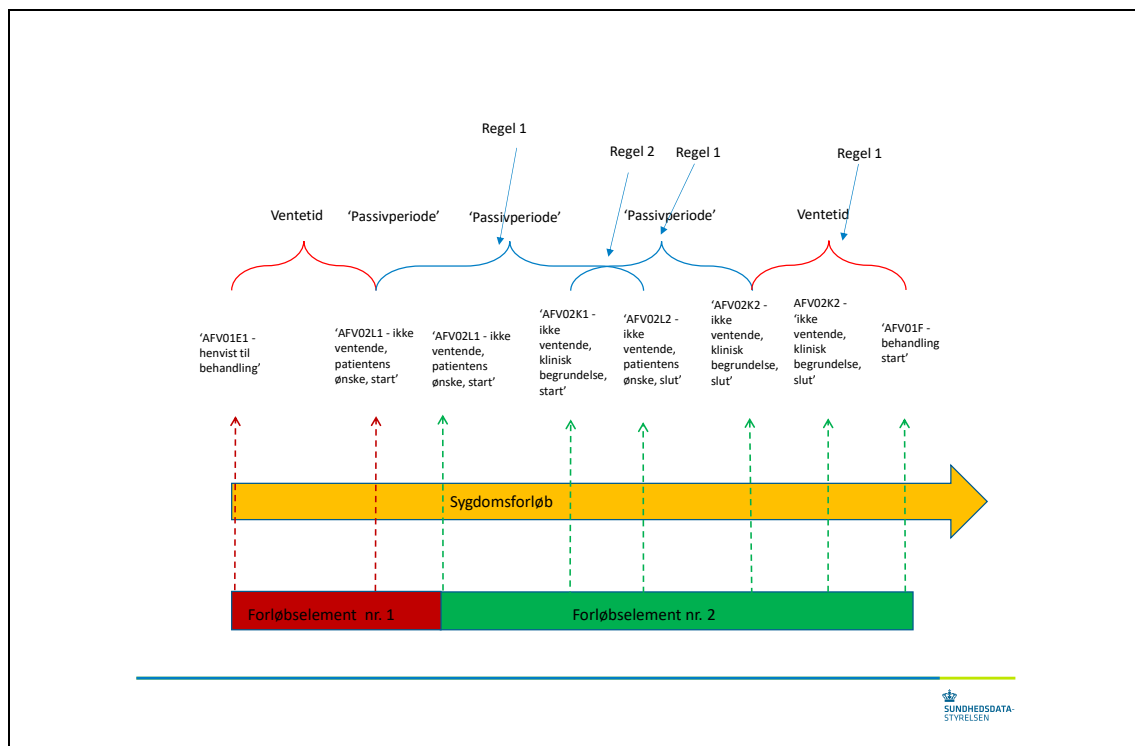 Regel 1
Regel 2
Regel 1
Regel 1
Ventetid
‘Passivperiode’
‘Passivperiode’
‘Passivperiode’
Ventetid
‘AFV01E1 -
henvist til
behandling’
‘AFV02L1 - ikke
ventende,
patientens
ønske, start’
‘AFV02L1 - ikke
ventende,
patientens
ønske, start’
‘AFV02K1 -
ikke
ventende,
klinisk
begrundelse,
start’
‘AFV02L2 – ikke
ventende,
patientens
ønske, slut’
‘AFV02K2 -
ikke
ventende,
klinisk
begrundelse,
slut’
AFV02K2 -
‘ikke
ventende,
klinisk
begrundelse,
slut’
‘AFV01F -
behandling
start’
Sygdomsforløb
Forløbselement nr. 1
Forløbselement nr. 2
SUNDHEDSDATA-
STYRELSEN